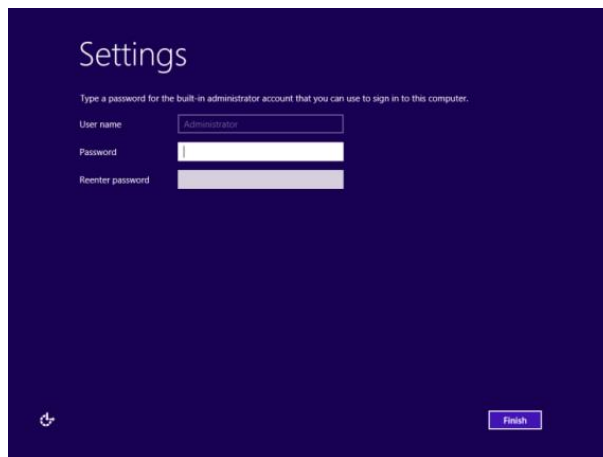 Settings
Type a password for the built-in administrator account that you can use to sign in to this computer.
User name Administrator
Password
Reenter password
Finish